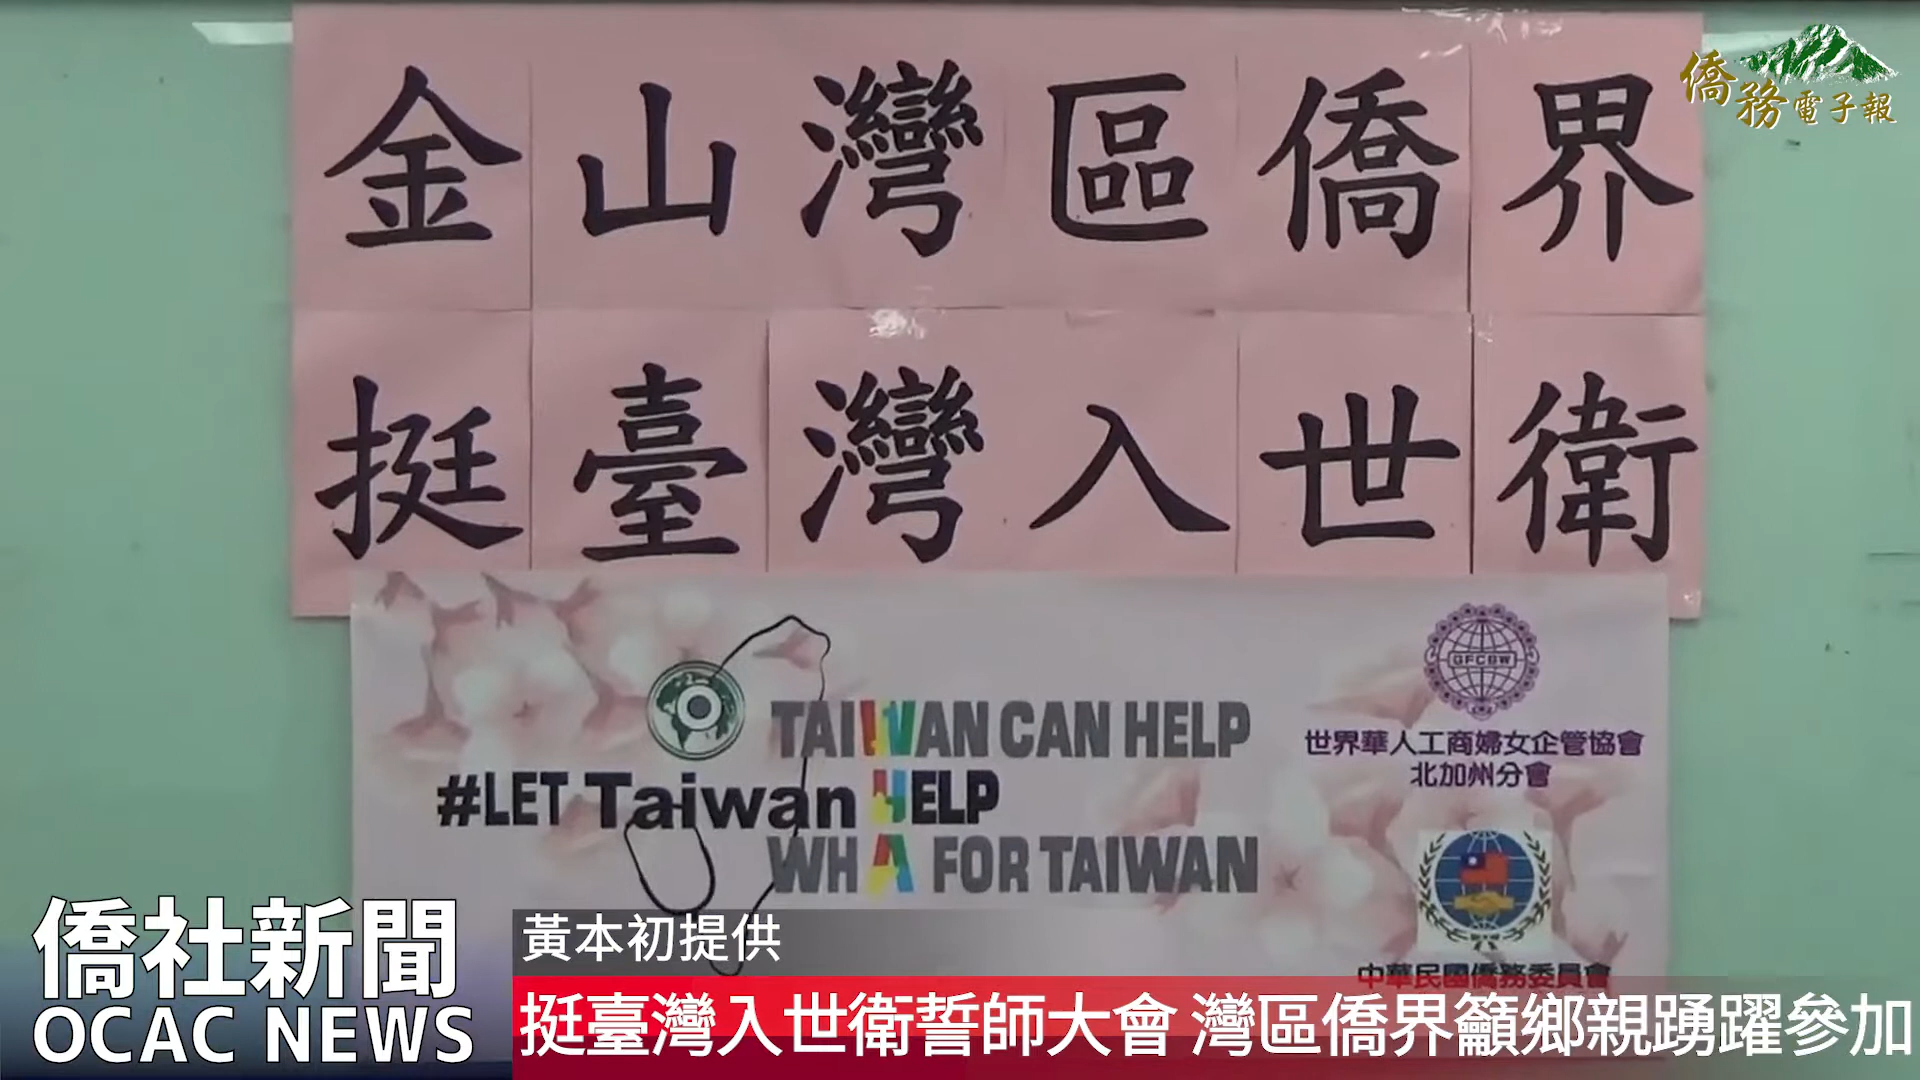 僑務電子報
金山灣區僑界
挺臺灣入世衛
GFCBW
世界華人工商婦女企管協會
北加州分會
TAIWAN CAN HELP
#LET Taiwan HELP
WHA FOR TAIWAN
中華民國僑務委員會
僑社新聞
OCAC NEWS
黃本初提供
挺臺灣入世衛誓師大會 灣區僑界籲鄉親踴躍參加